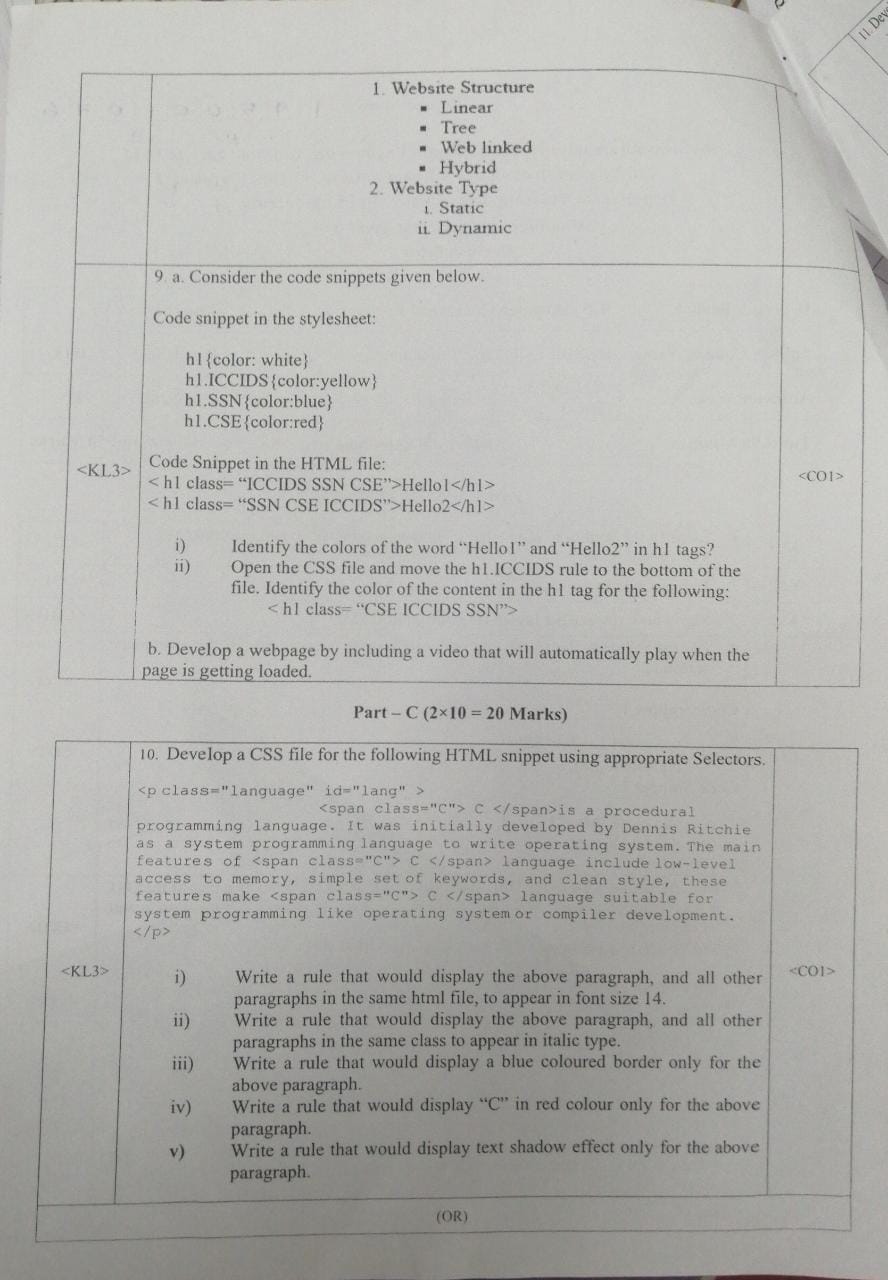 11. Deve
1. Website Structure
▪ Linear
▪ Tree
▪ Web linked
▪ Hybrid
2. Website Type
i. Static
ii. Dynamic
9. a. Consider the code snippets given below.
Code snippet in the stylesheet:
h1{color: white}
h1.ICCIDS{color:yellow}
h1.SSN{color:blue}
h1.CSE{color:red}
<KL3>
Code Snippet in the HTML file:
<CO1>
<h1 class= “ICCIDS SSN CSE”>Hello1</h1>
<h1 class= “SSN CSE ICCIDS”>Hello2</h1>
i) Identify the colors of the word “Hello1” and “Hello2” in h1 tags?
ii) Open the CSS file and move the h1.ICCIDS rule to the bottom of the
file. Identify the color of the content in the h1 tag for the following:
<h1 class= “CSE ICCIDS SSN”>
b. Develop a webpage by including a video that will automatically play when the
page is getting loaded.
Part – C (2×10 = 20 Marks)
10. Develop a CSS file for the following HTML snippet using appropriate Selectors.
<p class="language" id="lang" >
<span class="C"> C </span>is a procedural
programming language. It was initially developed by Dennis Ritchie
as a system programming language to write operating system. The main
features of <span class="C"> C </span> language include low-level
access to memory, simple set of keywords, and clean style, these
features make <span class="C"> C </span> language suitable for
system programming like operating system or compiler development.
</p>
<KL3>
<CO1>
i) Write a rule that would display the above paragraph, and all other
paragraphs in the same html file, to appear in font size 14.
ii) Write a rule that would display the above paragraph, and all other
paragraphs in the same class to appear in italic type.
iii) Write a rule that would display a blue coloured border only for the
above paragraph.
iv) Write a rule that would display “C” in red colour only for the above
paragraph.
v) Write a rule that would display text shadow effect only for the above
paragraph.
(OR)